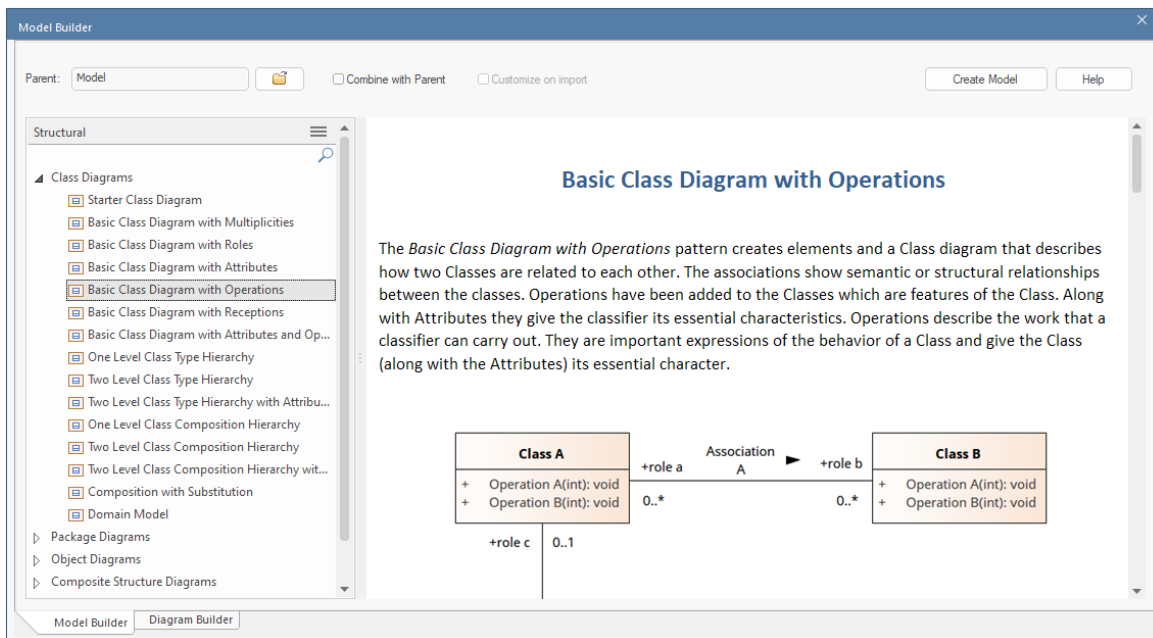 Model Builder
Parent:
Model
Combine with Parent
Customize on import
Create Model
Help
Structural
Class Diagrams
Starter Class Diagram
Basic Class Diagram with Multiplicities
Basic Class Diagram with Roles
Basic Class Diagram with Attributes
Basic Class Diagram with Operations
Basic Class Diagram with Receptions
Basic Class Diagram with Attributes and Op...
One Level Class Type Hierarchy
Two Level Class Type Hierarchy
Two Level Class Type Hierarchy with Attribu...
One Level Class Composition Hierarchy
Two Level Class Composition Hierarchy
Two Level Class Composition Hierarchy wit...
Composition with Substitution
Domain Model
Package Diagrams
Object Diagrams
Composite Structure Diagrams
Basic Class Diagram with Operations
The Basic Class Diagram with Operations pattern creates elements and a Class diagram that describes
how two Classes are related to each other. The associations show semantic or structural relationships
between the classes. Operations have been added to the Classes which are features of the Class. Along
with Attributes they give the classifier its essential characteristics. Operations describe the work that a
classifier can carry out. They are important expressions of the behavior of a Class and give the Class
(along with the Attributes) its essential character.
Class A
+ Operation A(int): void
+ Operation B(int): void
+role a
0..*
Association
A
+role b
0..*
Class B
+ Operation A(int): void
+ Operation B(int): void
+role c
0..1
Model Builder
Diagram Builder